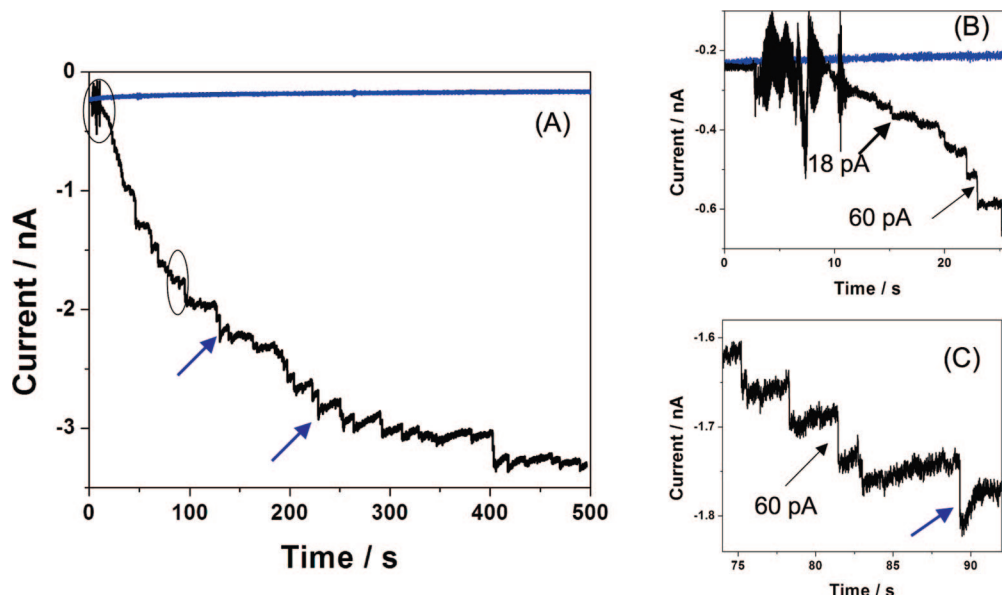 (A)
0
-1
-2
-3
Current / nA
0 100 200 300 400 500
Time / s
(B)
-0.2
-0.4
-0.6
Current / nA
18 pA
60 pA
0 10 20
Time / s
(C)
-1.6
-1.7
-1.8
Current / nA
60 pA
75 80 85 90
Time / s